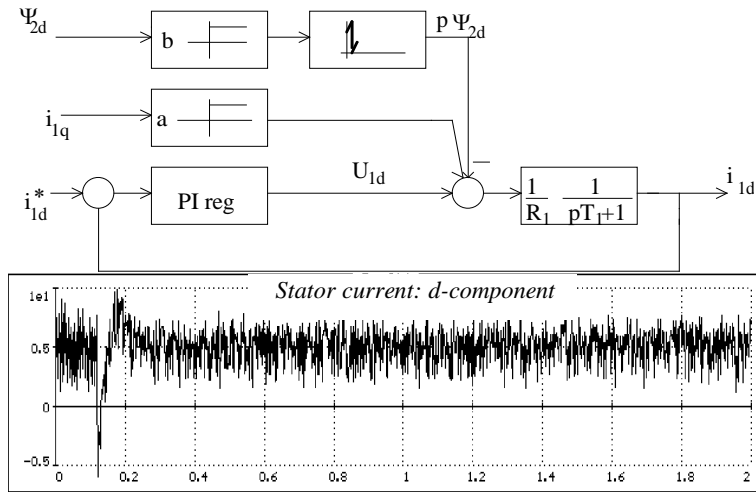 Ψ2d
b
pΨ2d
i1q
a
i*1d
PI reg
U1d
1
R1
1
pT1+1
i1d
Stator current: d-component
1e1
0.5
0
-0.5
0 0.2 0.4 0.6 0.8 1 1.2 1.4 1.6 1.8 2